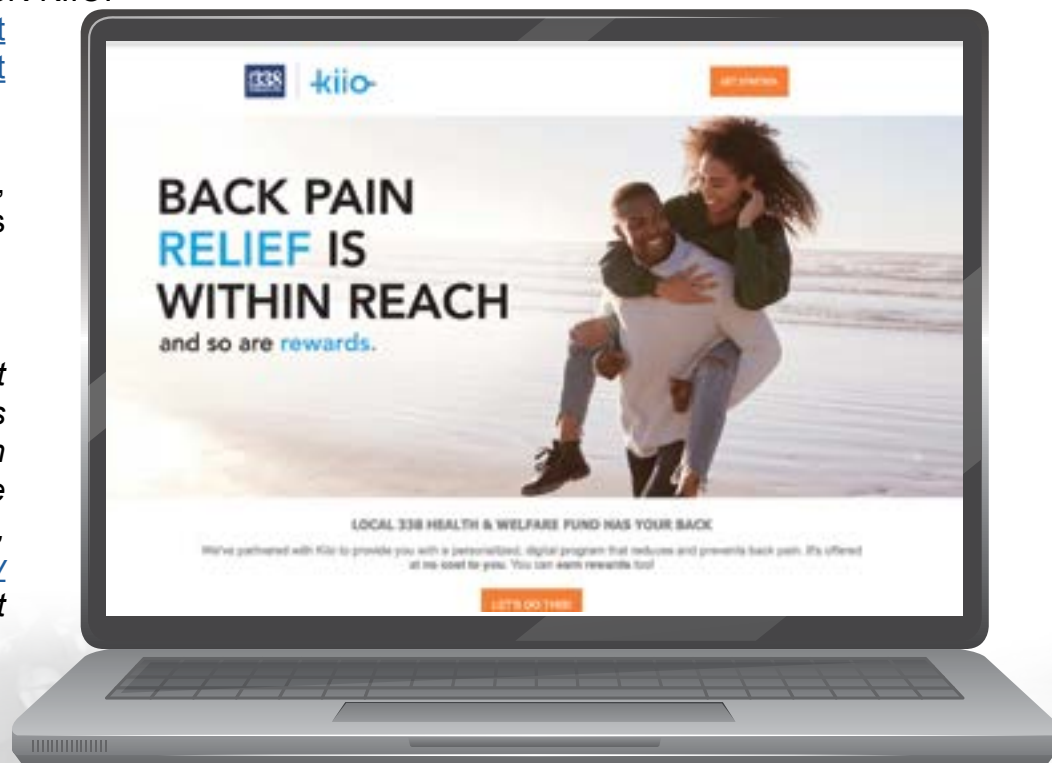 Kiio!
t
t
,
s
338
kiio
GET STARTED
BACK PAIN
RELIEF IS
WITHIN REACH
and so are rewards.
t
s
n
e
,
y
t
LOCAL 338 HEALTH & WELFARE FUND HAS YOUR BACK
We've partnered with Kiio to provide you with a personalized, digital program that reduces and prevents back pain. It's offered
at no cost to you. You can earn rewards too!
LET'S DO THIS!